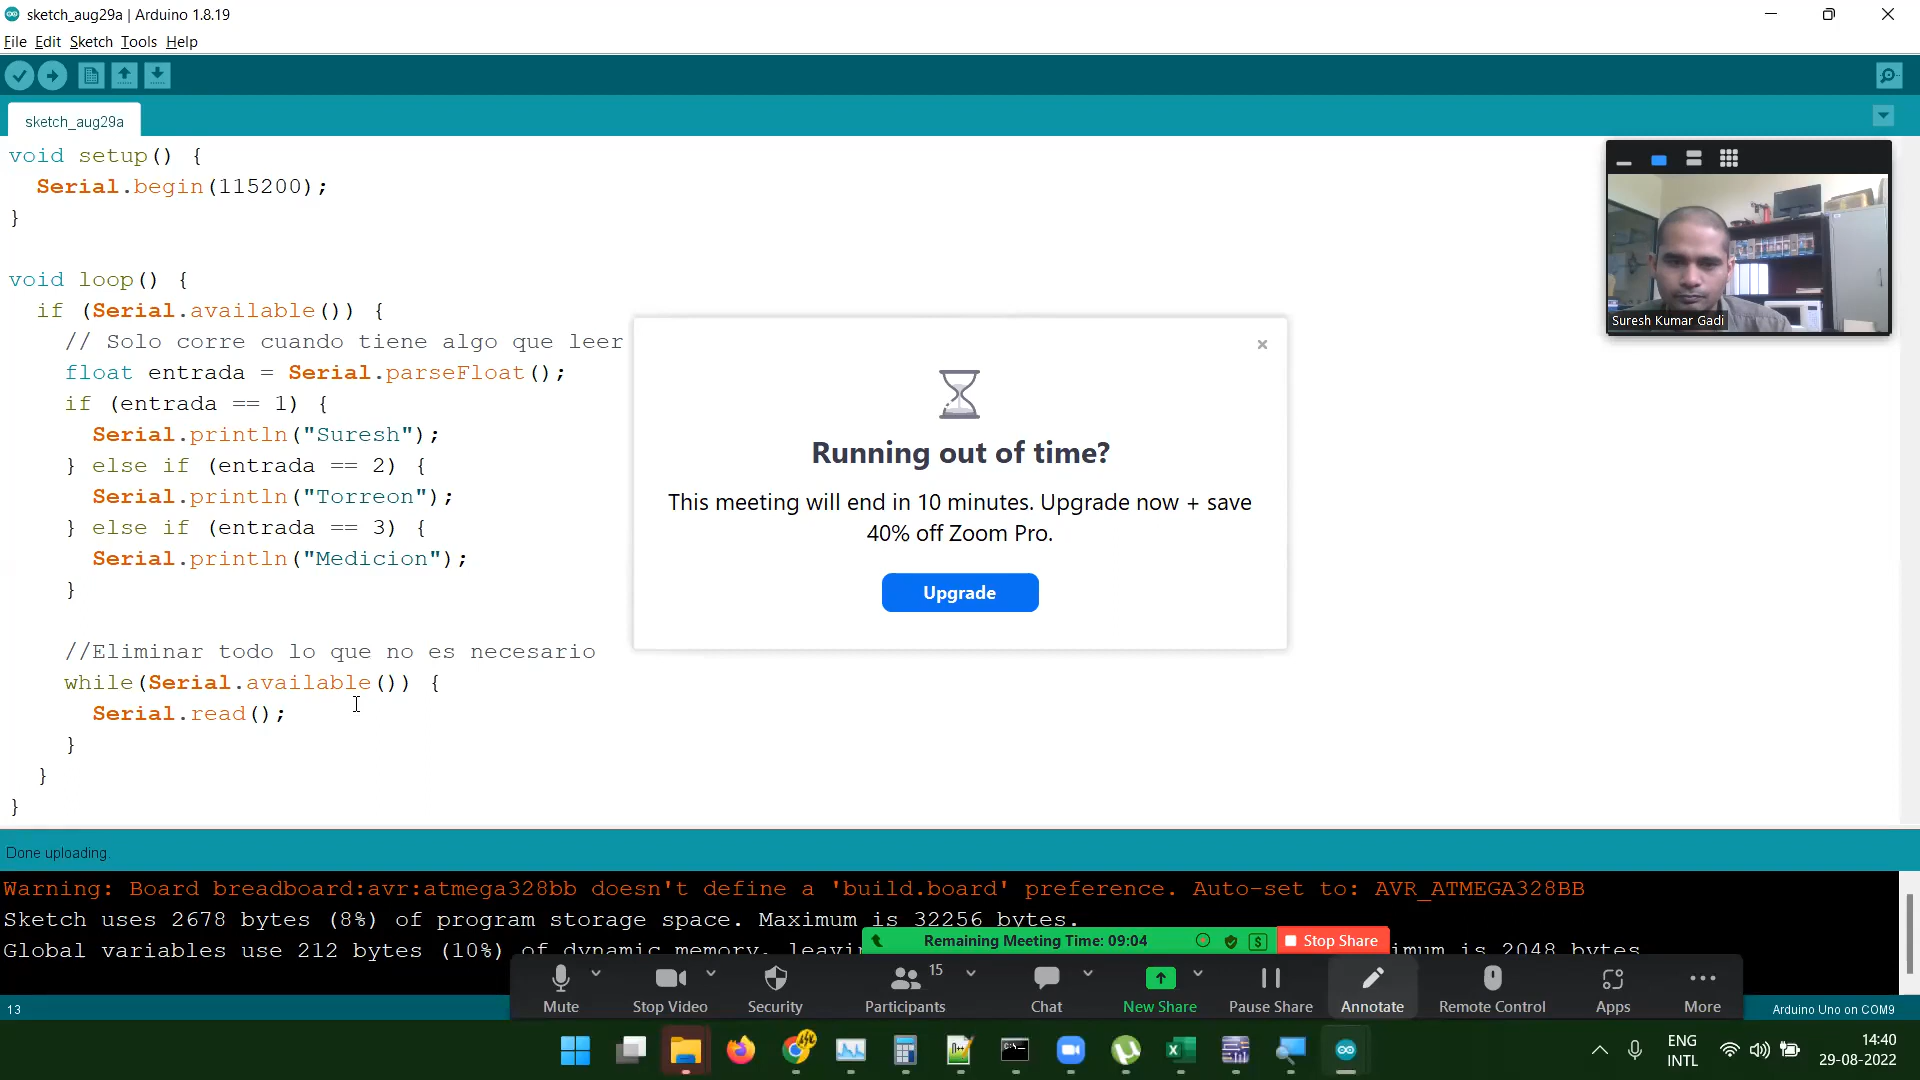 sketch_aug29a | Arduino 1.8.19
File Edit Sketch Tools Help
sketch_aug29a
void setup() {
Serial.begin(115200);
}
void loop() {
if (Serial.available()) {
// Solo corre cuando tiene algo que leer
float entrada = Serial.parseFloat();
if (entrada == 1) {
Serial.println("Suresh");
} else if (entrada == 2) {
Serial.println("Torreon");
} else if (entrada == 3) {
Serial.println("Medicion");
}
//Eliminar todo lo que no es necesario
while(Serial.available()) {
Serial.read();
}
}
}
Suresh Kumar Gadi
Running out of time?
This meeting will end in 10 minutes. Upgrade now + save
40% off Zoom Pro.
Upgrade
Done uploading.
Warning: Board breadboard:avr:atmega328bb doesn't define a 'build.board' preference. Auto-set to: AVR_ATMEGA328BB
Sketch uses 2678 bytes (8%) of program storage space. Maximum is 32256 bytes.
Global variables use 212 bytes (10%) of dynamic memory, leavin imum is 2048 bytes
Remaining Meeting Time: 09:04
Stop Share
15
Mute Stop Video Security Participants Chat New Share Pause Share Annotate Remote Control Apps More
13
Arduino Uno on COM9
ENG
INTL
14:40
29-08-2022